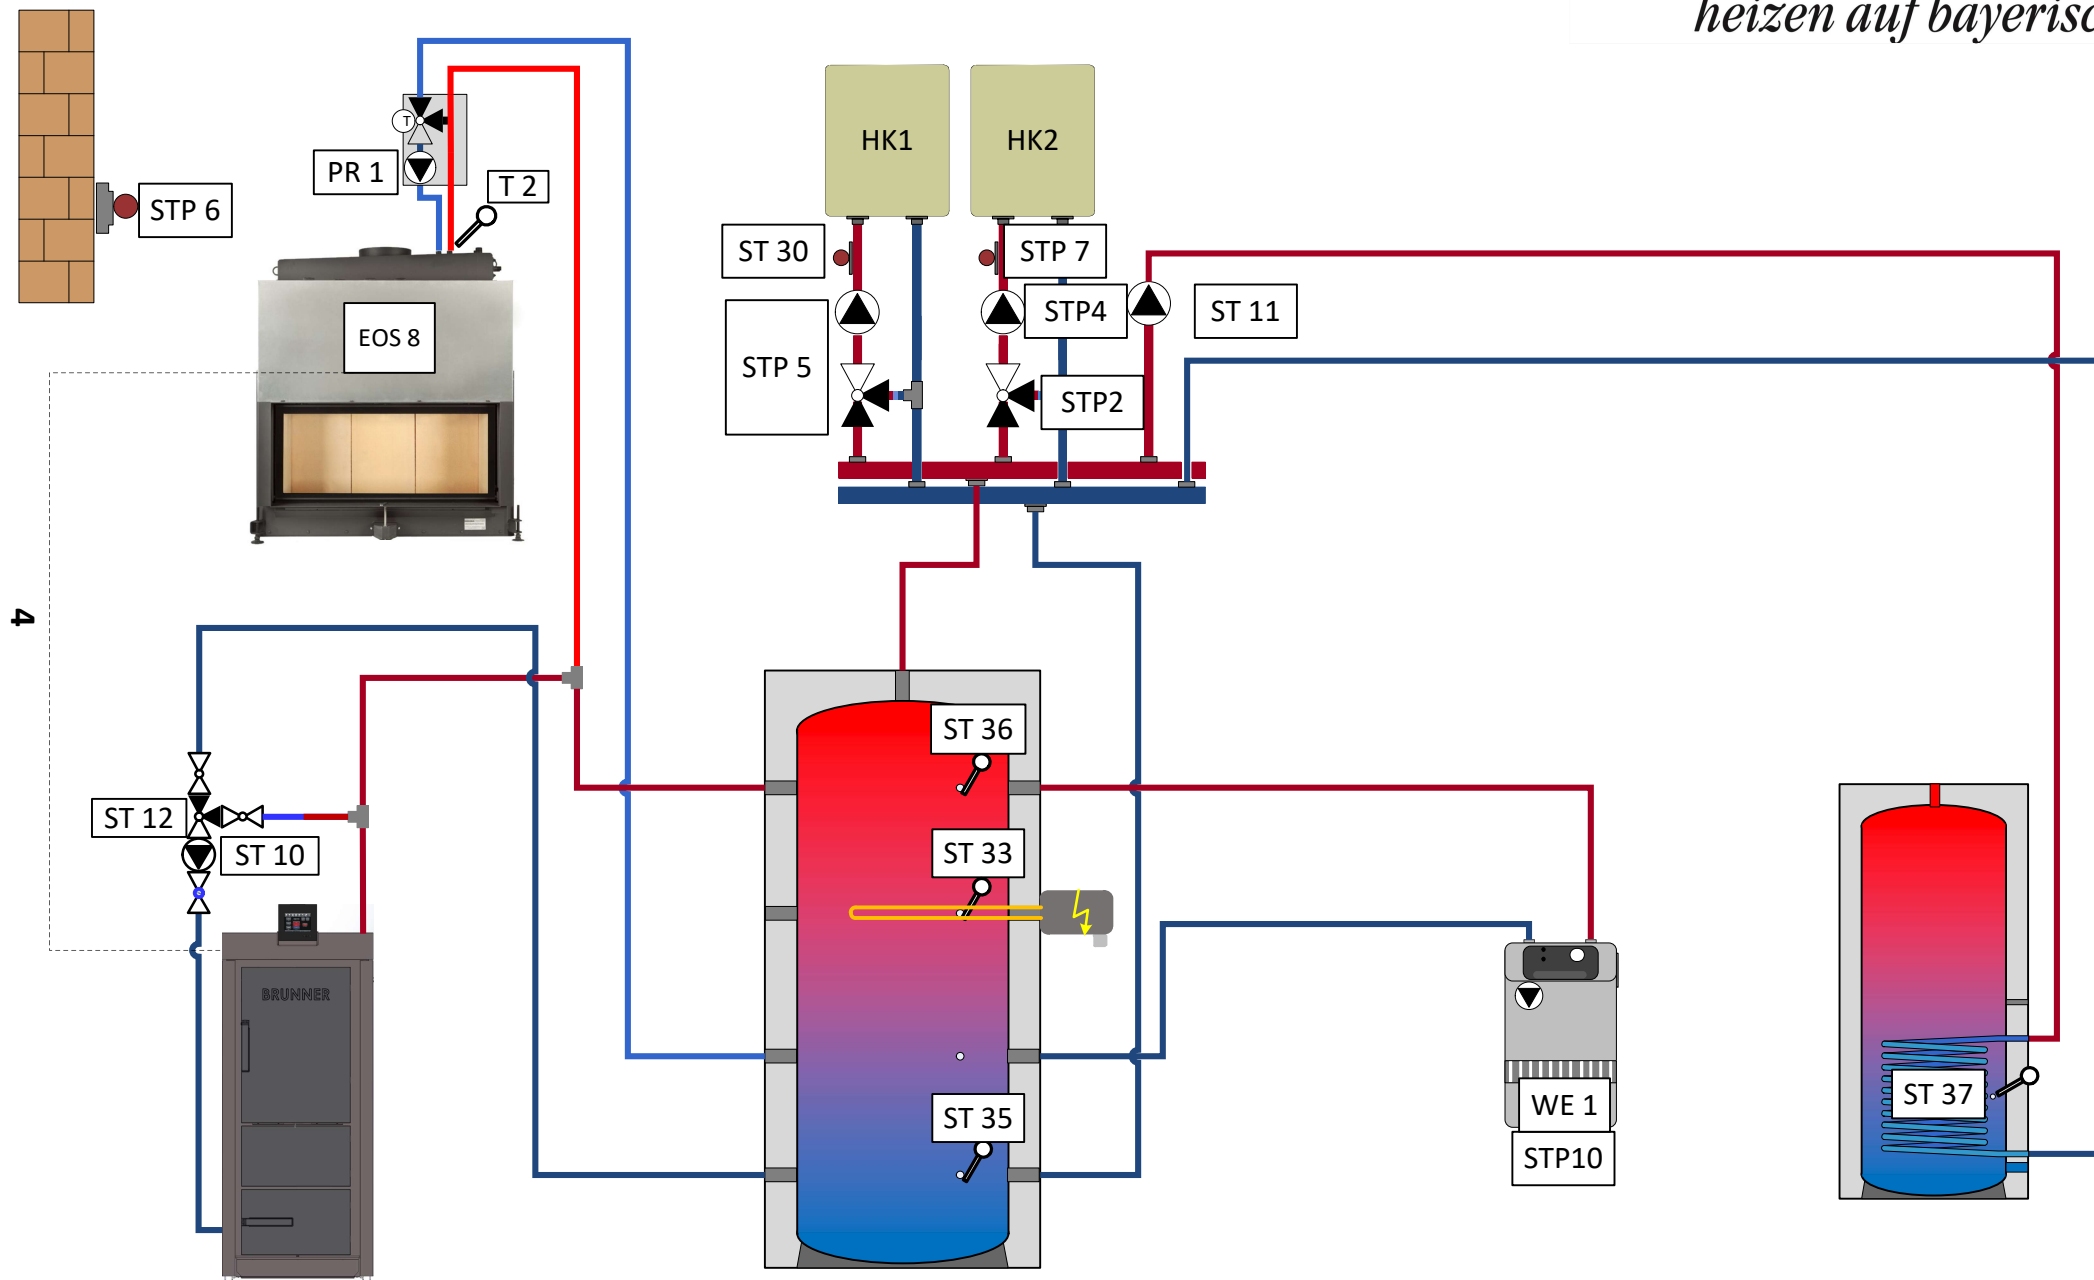 heizen auf bayerisc
HK1
HK2
T
PR 1
T 2
STP 6
ST 30
STP 7
EOS 8
STP 5
STP4
ST 11
STP2
4
ST 36
ST 12
ST 10
ST 33
BRUNNER
ST 35
WE 1
STP10
ST 37